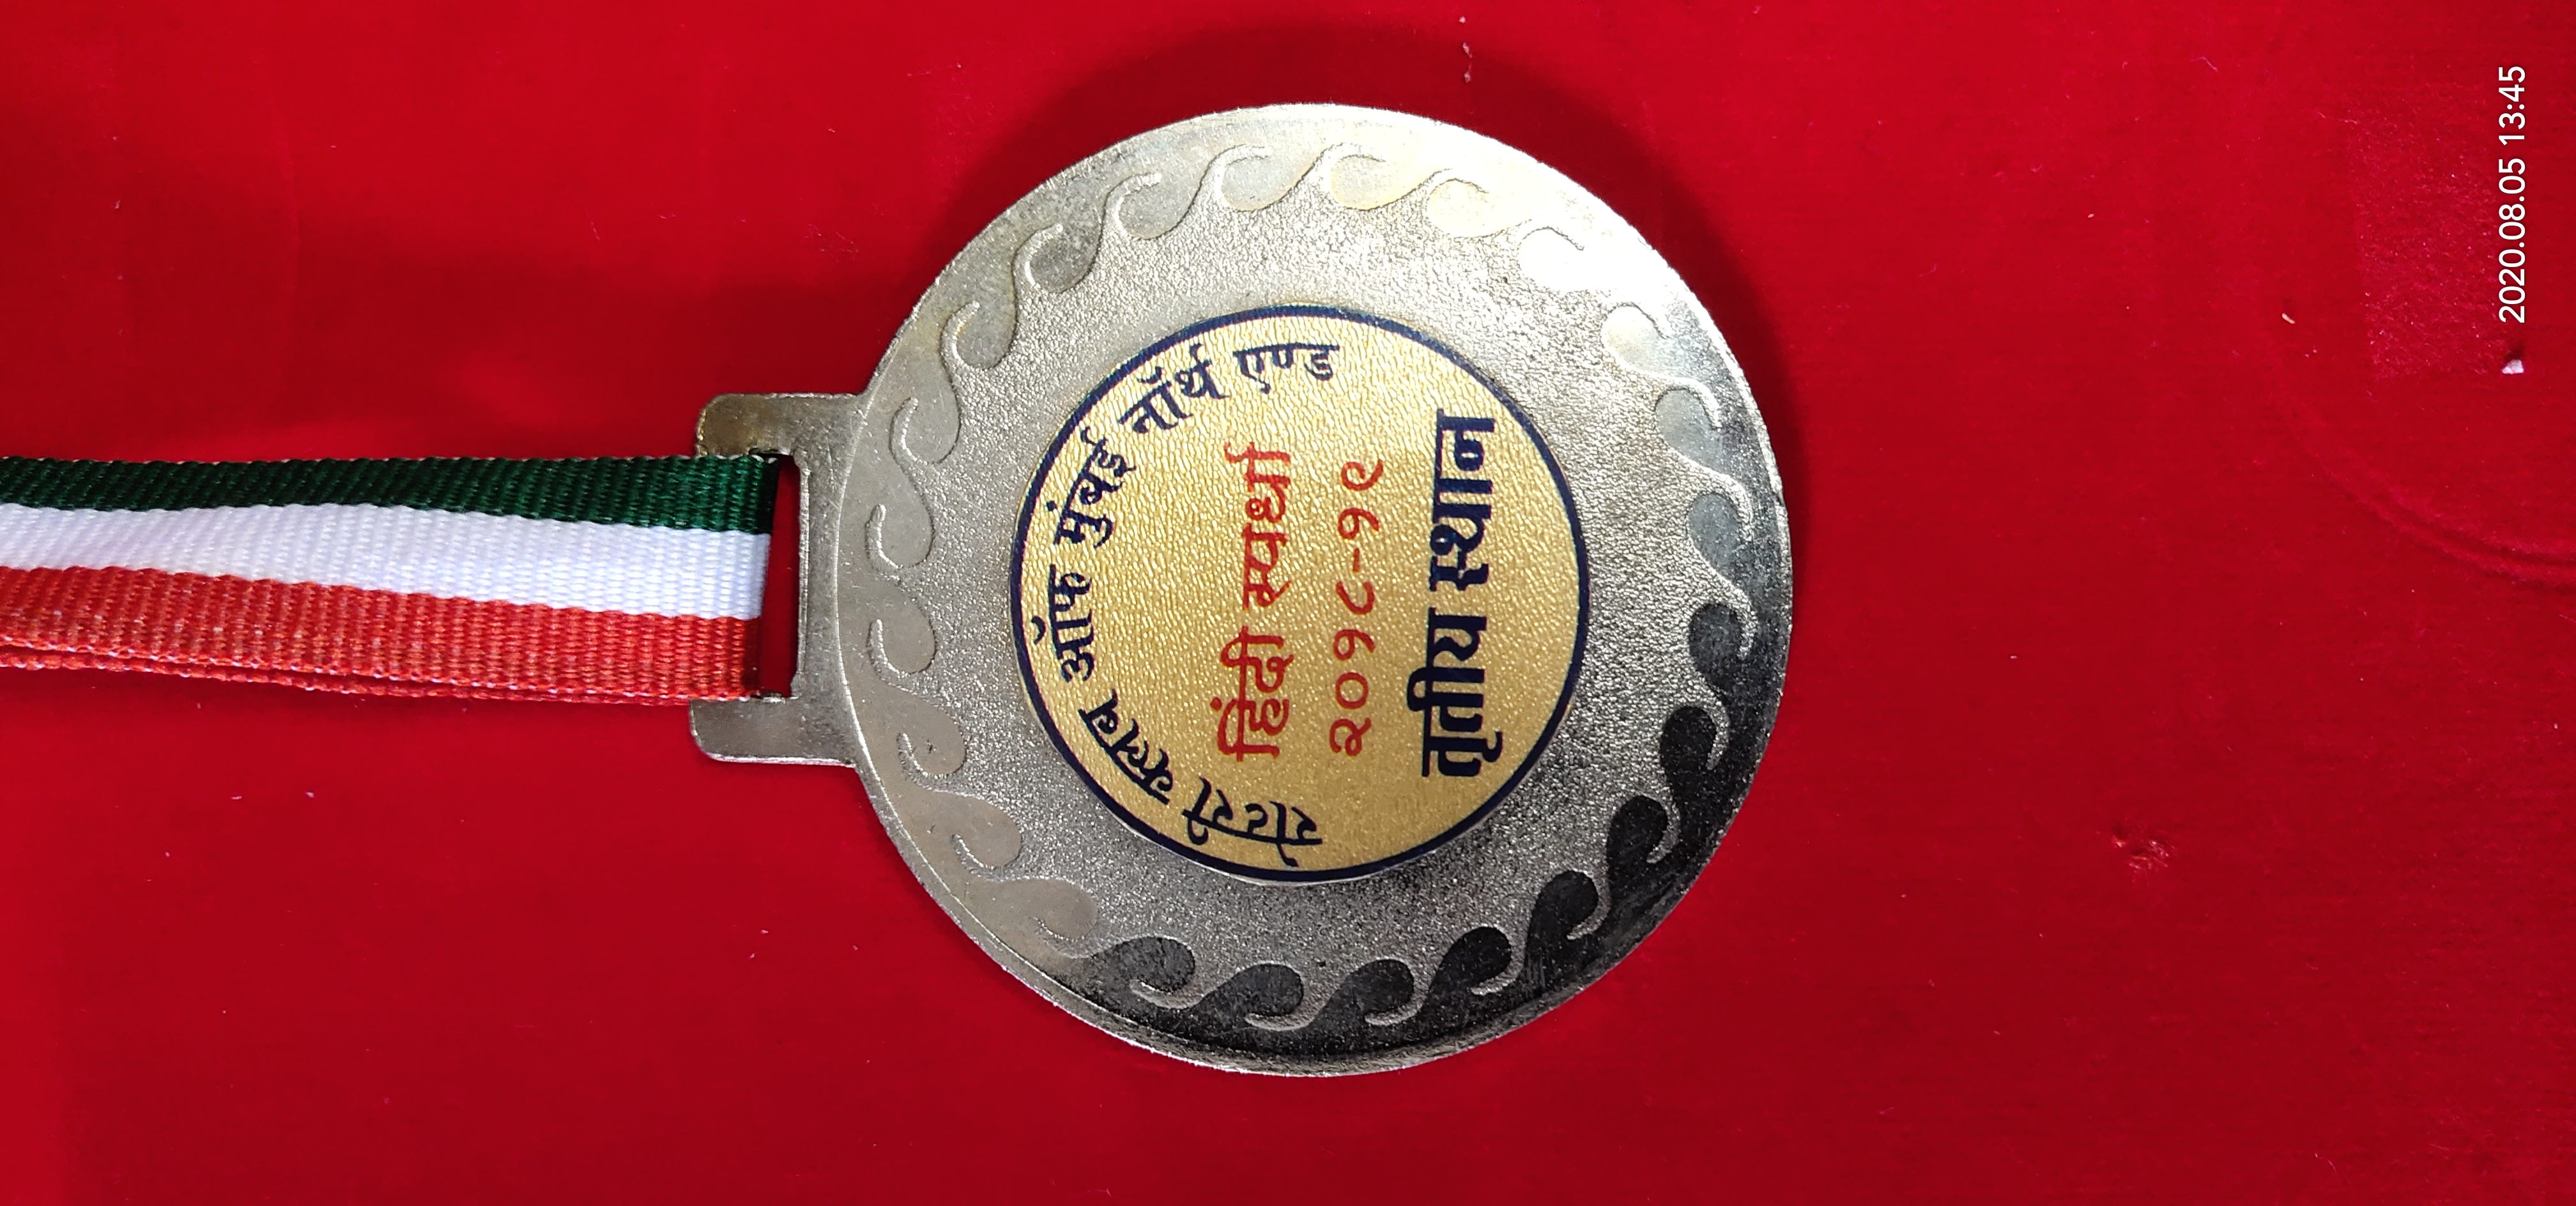 रोटरी क्लब ऑफ मुंबई नॉर्थ एण्ड
हिंदी स्पर्धा
२०१८-१९
तृतीय स्थान
2020.08.05 13:45